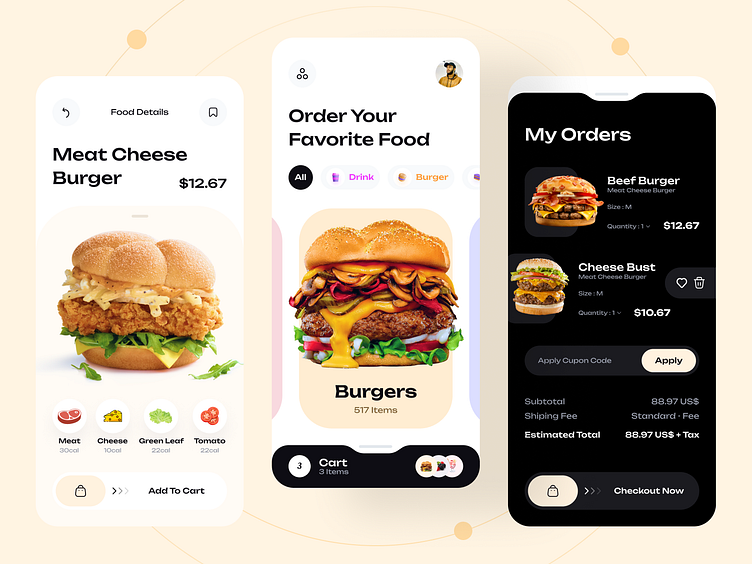 Food Details
Meat Cheese
Burger
$12.67
Meat
30cal
Cheese
10cal
Green Leaf
22cal
Tomato
22cal
Add To Cart
Order Your
Favorite Food
All
Drink
Burger
Burgers
517 Items
3
Cart
3 Items
My Orders
Beef Burger
Meat Cheese Burger
Size : M
Quantity : 1
$12.67
Cheese Bust
Meat Cheese Burger
Size : M
Quantity : 1
$10.67
Apply Cupon Code
Apply
Subtotal
88.97 US$
Shiping Fee
Standard - Fee
Estimated Total
88.97 US$ + Tax
Checkout Now